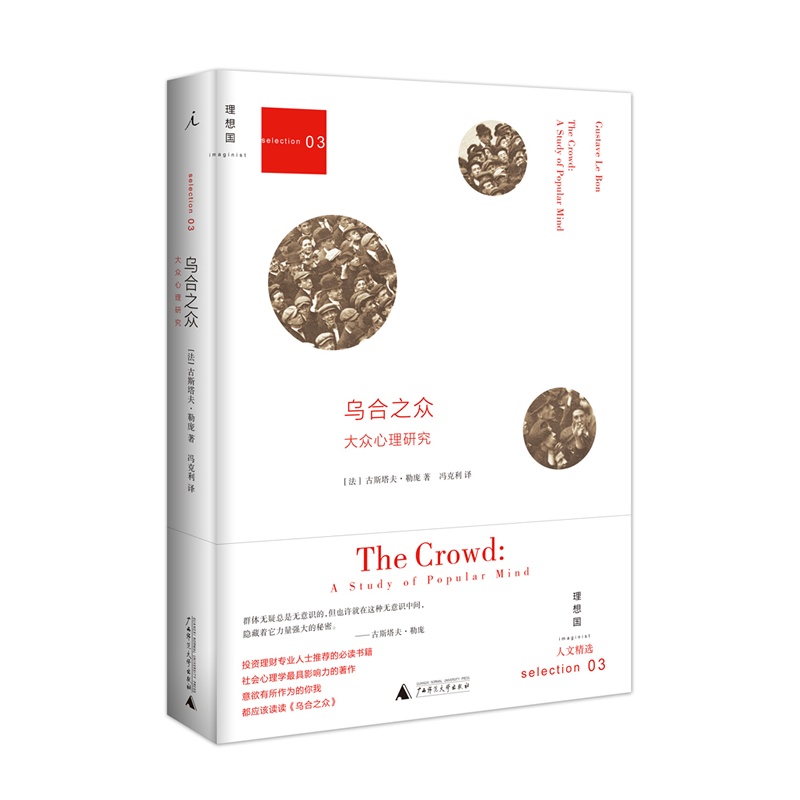 理想国
imaginist
selection 03
Gustave Le Bon
The Crowd:
A Study of Popular Mind
乌合之众
大众心理研究
[法]古斯塔夫·勒庞 著 冯克利 译
The Crowd:
A Study of Popular Mind
群体无疑总是无意识的,但也许就在这种无意识中间,
隐藏着它力量强大的秘密。
——古斯塔夫·勒庞
投资理财专业人士推荐的必读书籍
社会心理学最具影响力的著作
意欲有所作为的你我
都应该读读《乌合之众》
广西师范大学出版社
理想国
imaginist
人文精选
selection 03
selection 03
乌合之众
大众心理研究
[法]古斯塔夫·勒庞 著
冯克利 译
广西师范大学出版社